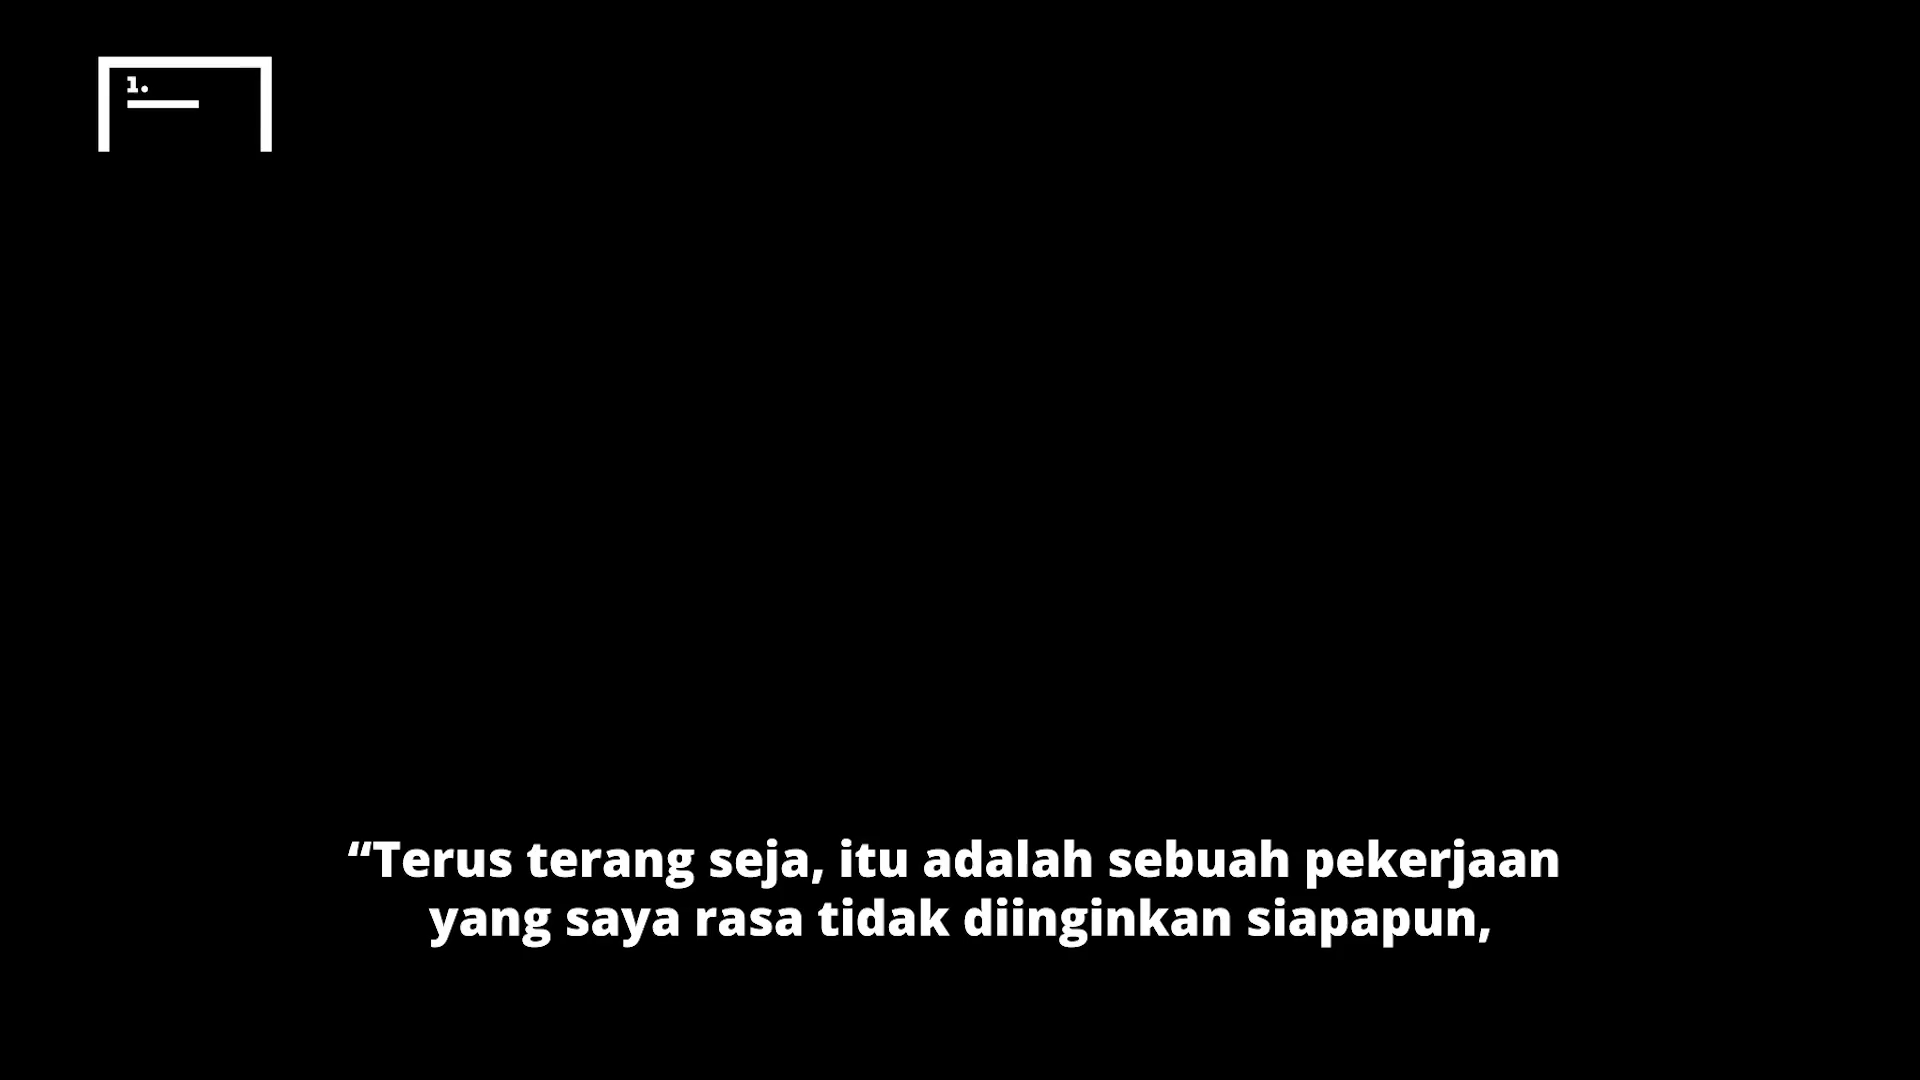 1.
“Terus terang seja, itu adalah sebuah pekerjaan
yang saya rasa tidak diinginkan siapapun,